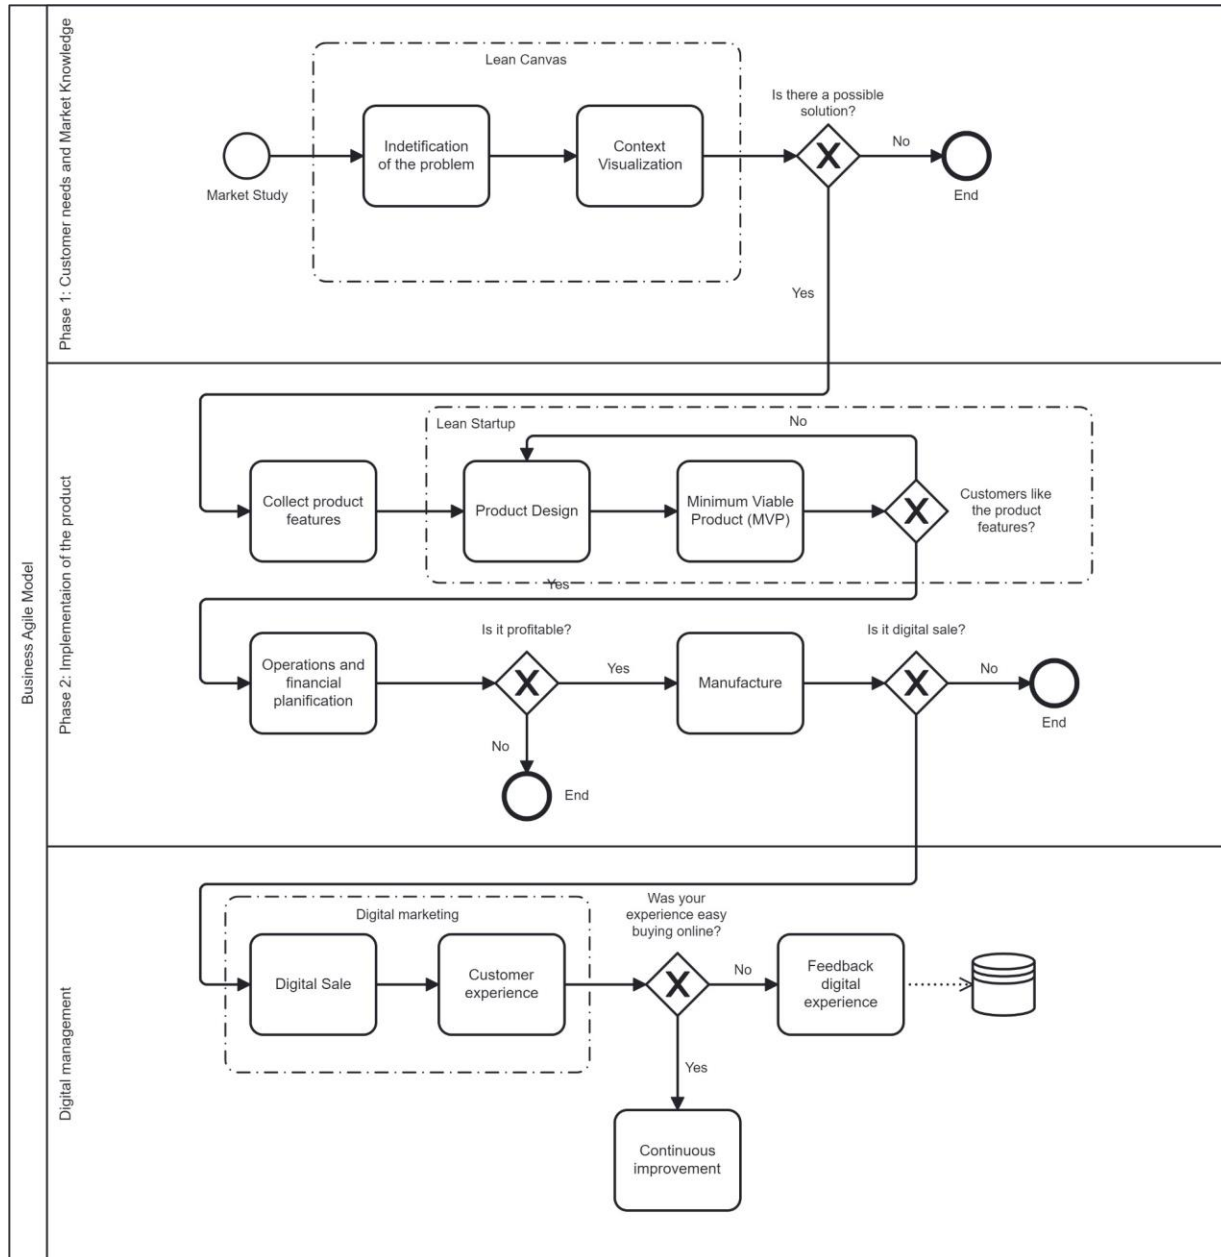 Business Agile Model
Phase 1: Customer needs and Market Knowledge
Lean Canvas
Market Study
Indetification
of the problem
Context
Visualization
Is there a possible
solution?
No
End
Yes
Phase 2: Implementaion of the product
Lean Startup
No
Collect product
features
Product Design
Minimum Viable
Product (MVP)
Customers like
the product
features?
Yes
Operations and
financial
planification
Is it profitable?
Yes
No
End
Manufacture
Is it digital sale?
No
End
Digital management
Digital marketing
Digital Sale
Customer
experience
Was your
experience easy
buying online?
No
Feedback
digital
experience
Yes
Continuous
improvement